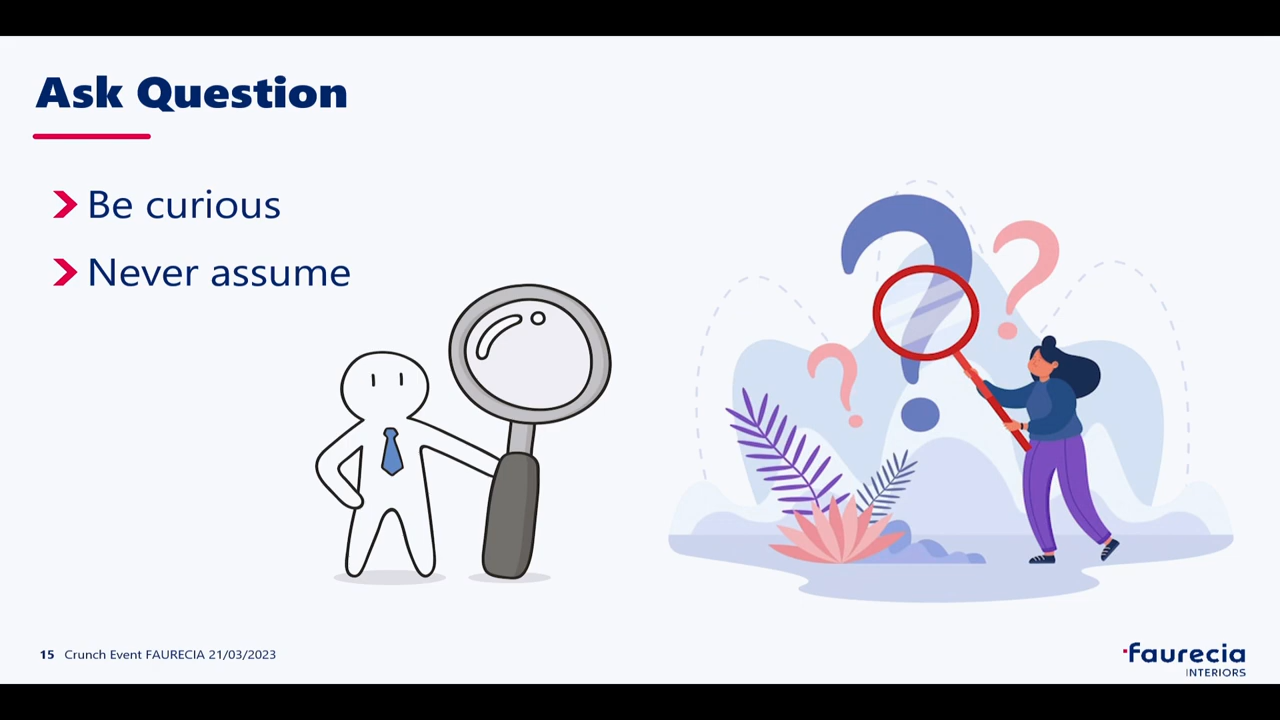 Ask Question
Be curious
Never assume
? ? ?
15 Crunch Event FAURECIA 21/03/2023
faurecia
INTERIORS